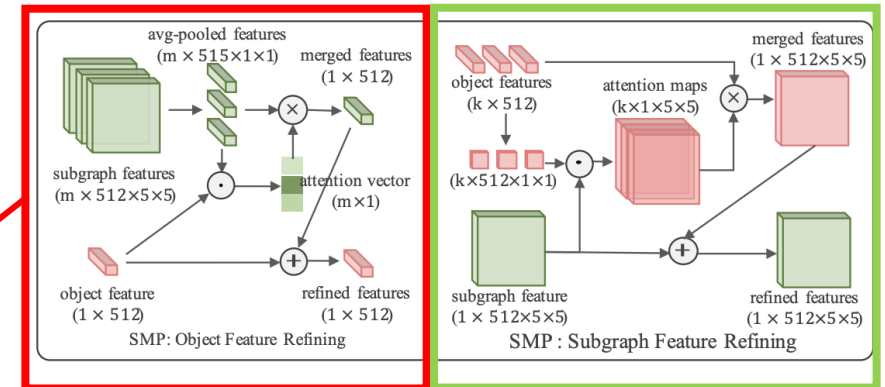 avg-pooled features
(m × 515×1×1)
merged features
(1 × 512)
×
subgraph features
(m × 512×5×5)
·
attention vector
(m×1)
+
object feature
(1 × 512)
refined features
(1 × 512)
SMP: Object Feature Refining
object features
(k × 512)
attention maps
(k×1×5×5)
merged features
(1 × 512×5×5)
×
(k×512×1×1)
·
+
subgraph feature
(1 × 512×5×5)
refined features
(1 × 512×5×5)
SMP : Subgraph Feature Refining